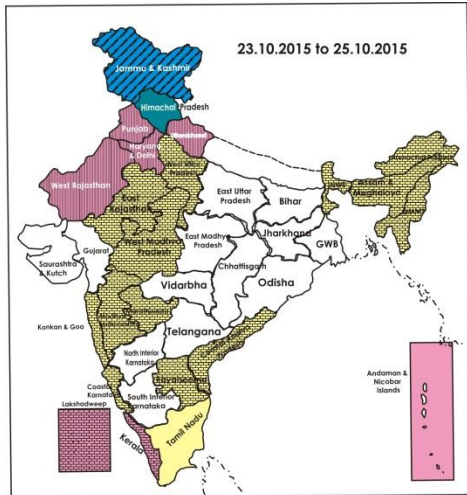 23.10.2015 to 25.10.2015
Jammu & Kashmir
Himachal Pradesh
Punjab
Haryana
& Delhi
West Rajasthan
East
Rajasthan
East Uttar
Pradesh
Bihar
West Madhya
Pradesh
East Madhya
Pradesh
Jharkhand
GWB
Gujarat
Saurashtra
& Kutch
Chhattisgarh
Odisha
Vidarbha
Telangana
Konkan & Goa
North Interior
Karnataka
Coastal
Karnataka
South Interior
Karnataka
Lakshadweep
Kerala
Tamil Nadu
Andaman &
Nicobar
Islands